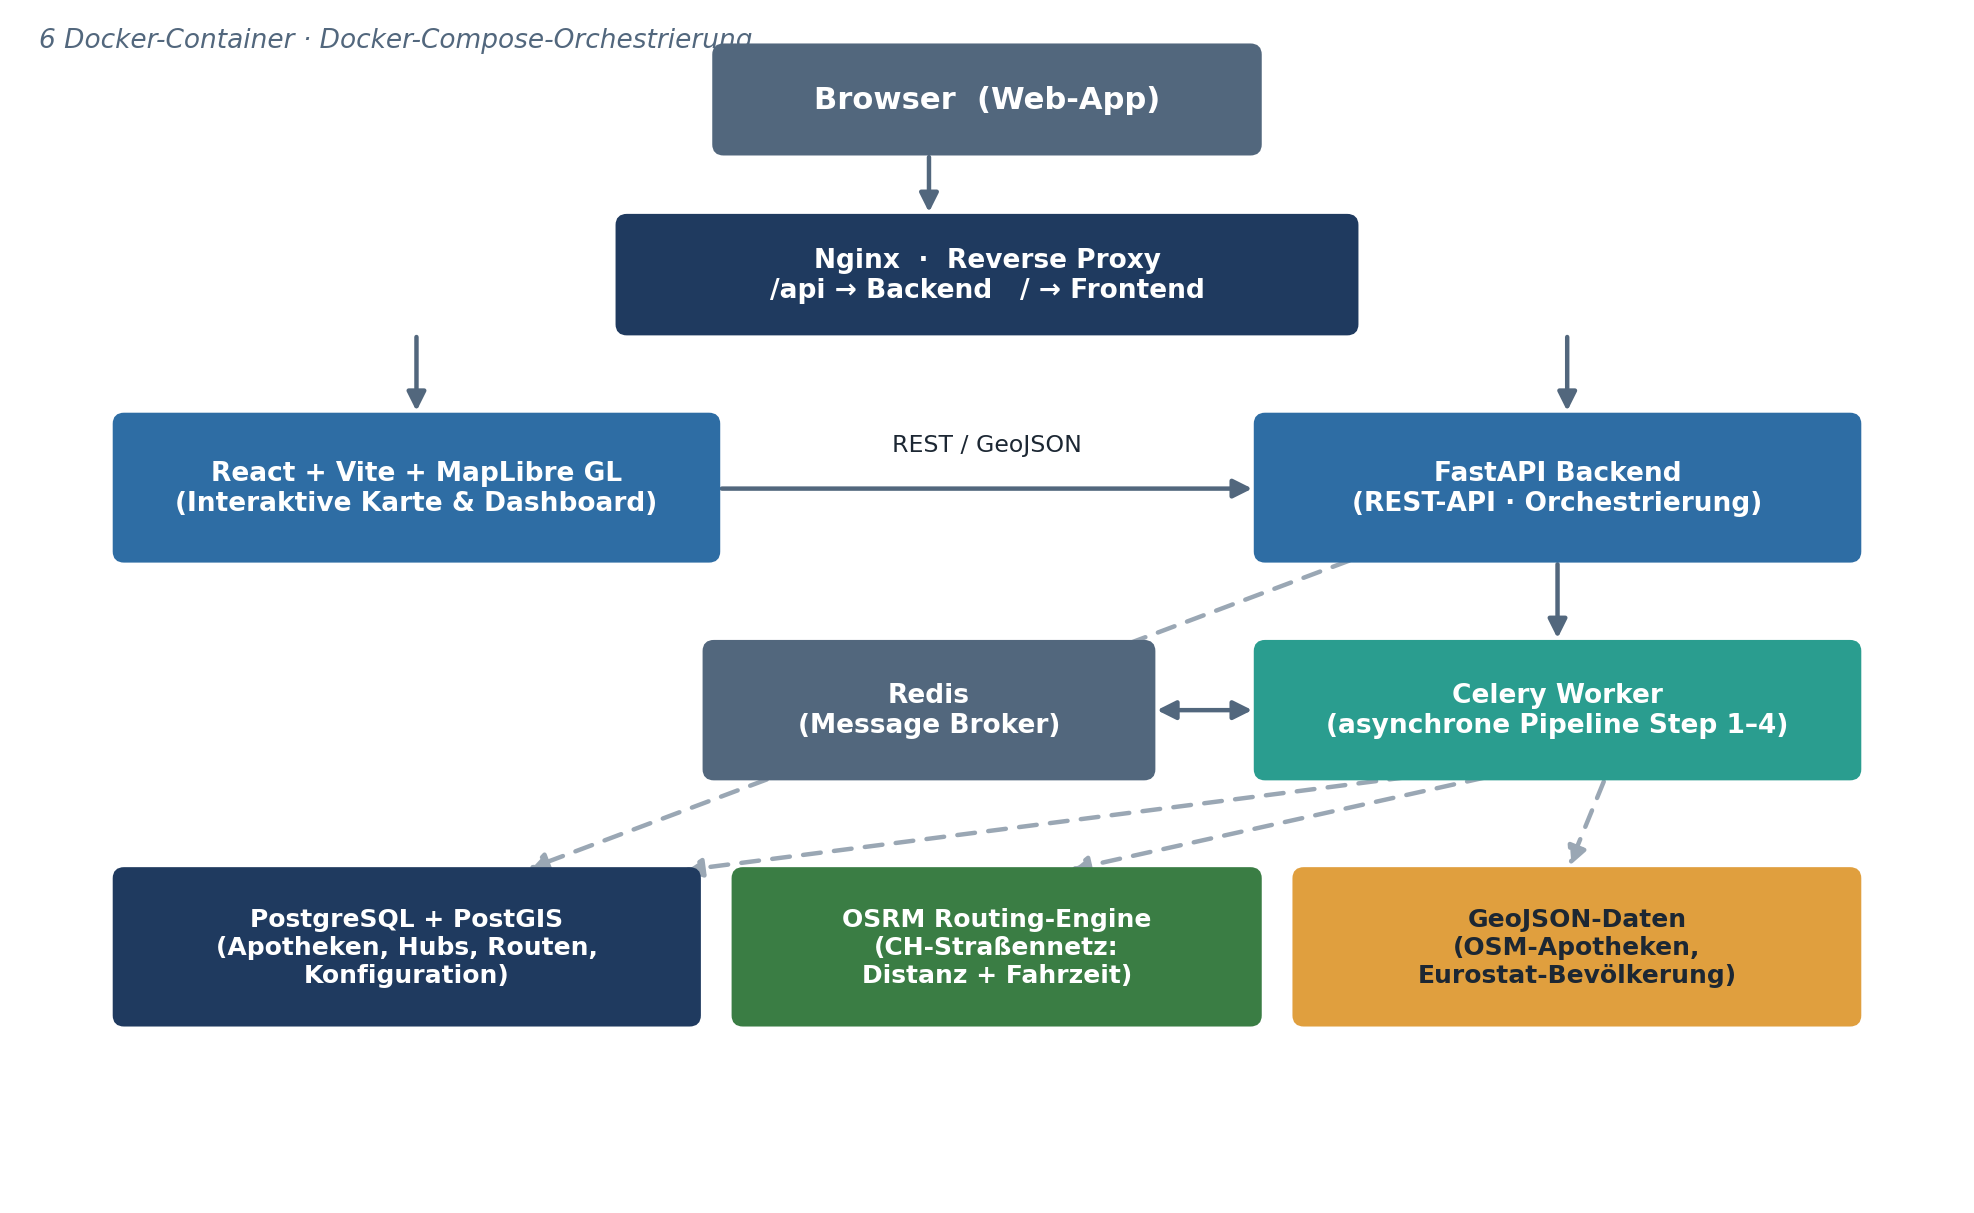 6 Docker-Container · Docker-Compose-Orchestrierung
Browser  (Web-App)
Nginx  ·  Reverse Proxy
/api → Backend   / → Frontend
React + Vite + MapLibre GL
(Interaktive Karte & Dashboard)
REST / GeoJSON
FastAPI Backend
(REST-API · Orchestrierung)
Redis
(Message Broker)
Celery Worker
(asynchrone Pipeline Step 1–4)
PostgreSQL + PostGIS
(Apotheken, Hubs, Routen,
Konfiguration)
OSRM Routing-Engine
(CH-Straßennetz:
Distanz + Fahrzeit)
GeoJSON-Daten
(OSM-Apotheken,
Eurostat-Bevölkerung)